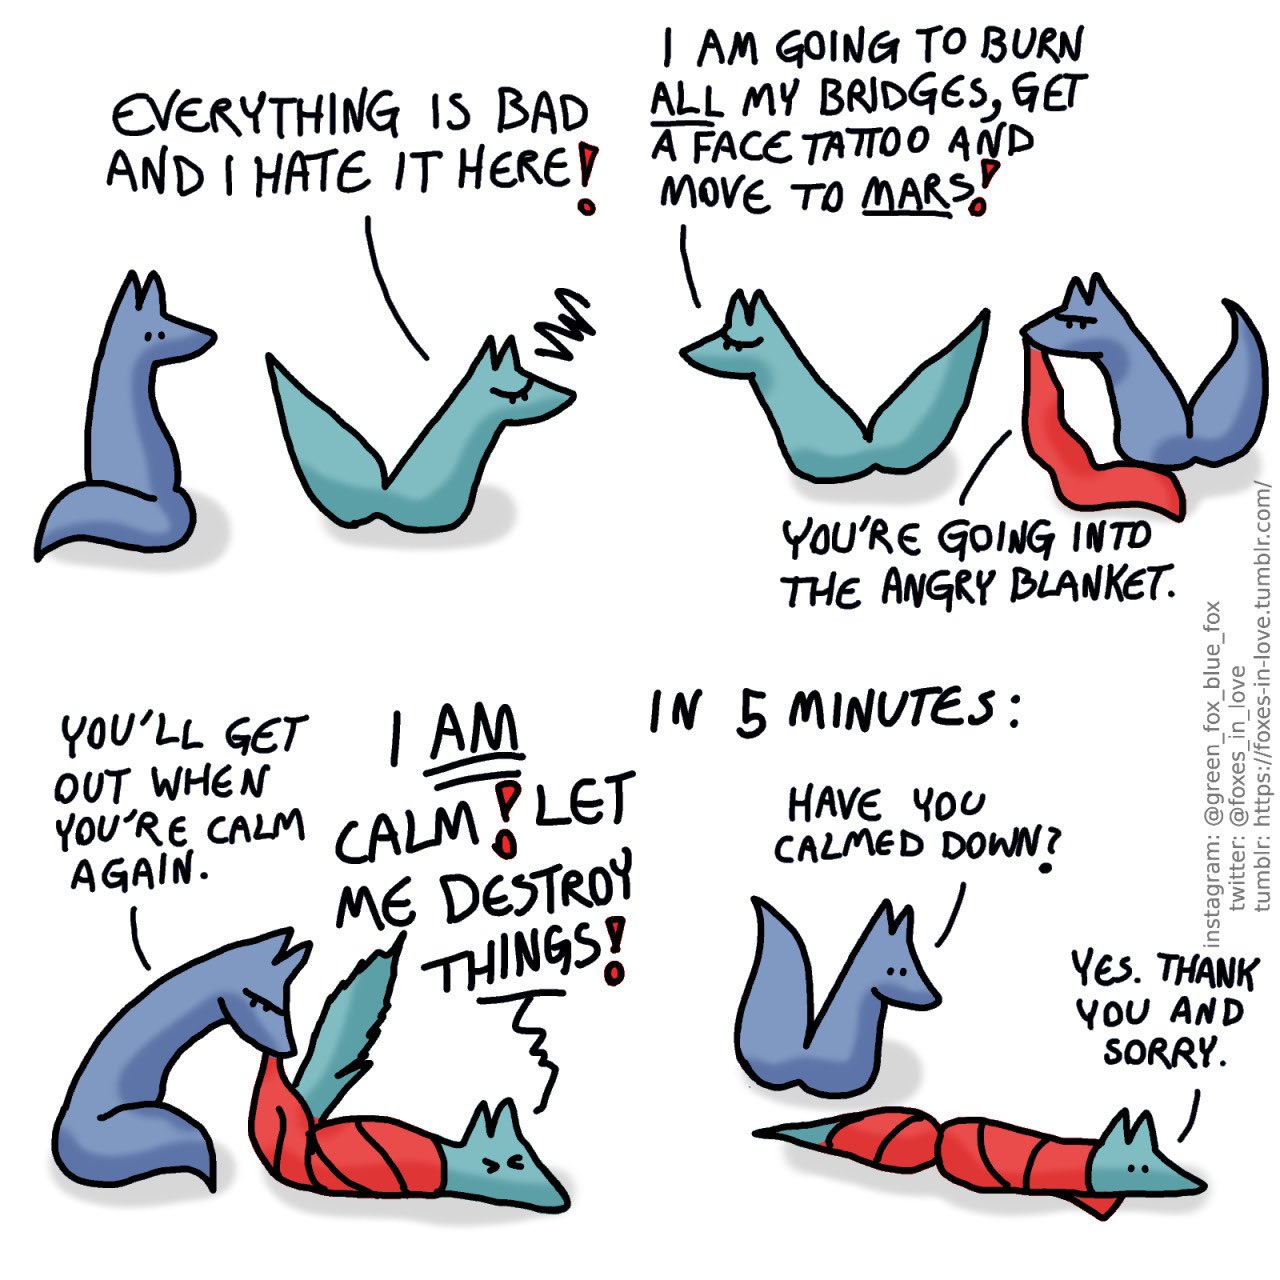 EVERYTHING IS BAD
AND I HATE IT HERE!
I AM GOING TO BURN
ALL MY BRIDGES, GET
A FACE TATTOO AND
MOVE TO MARS!
YOU'RE GOING INTO
THE ANGRY BLANKET.
YOU'LL GET
OUT WHEN
YOU'RE CALM
AGAIN.
I AM
CALM! LET
ME DESTROY
THINGS!
IN 5 MINUTES:
HAVE YOU
CALMED DOWN?
YES. THANK
YOU AND
SORRY.
instagram: @green_fox_blue_fox
twitter: @foxes_in_love
tumblr: https://foxes-in-love.tumblr.com/